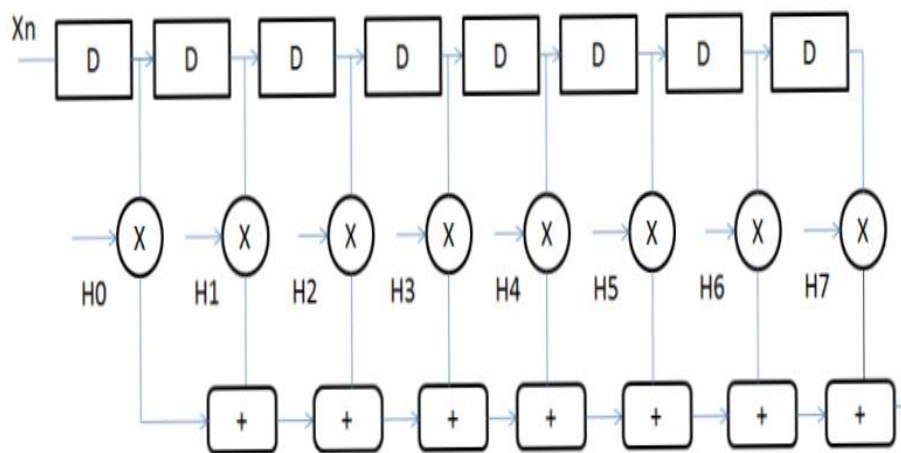 Xn
D D D D D D D D
X X X X X X X X
H0 H1 H2 H3 H4 H5 H6 H7
+ + + + + + +